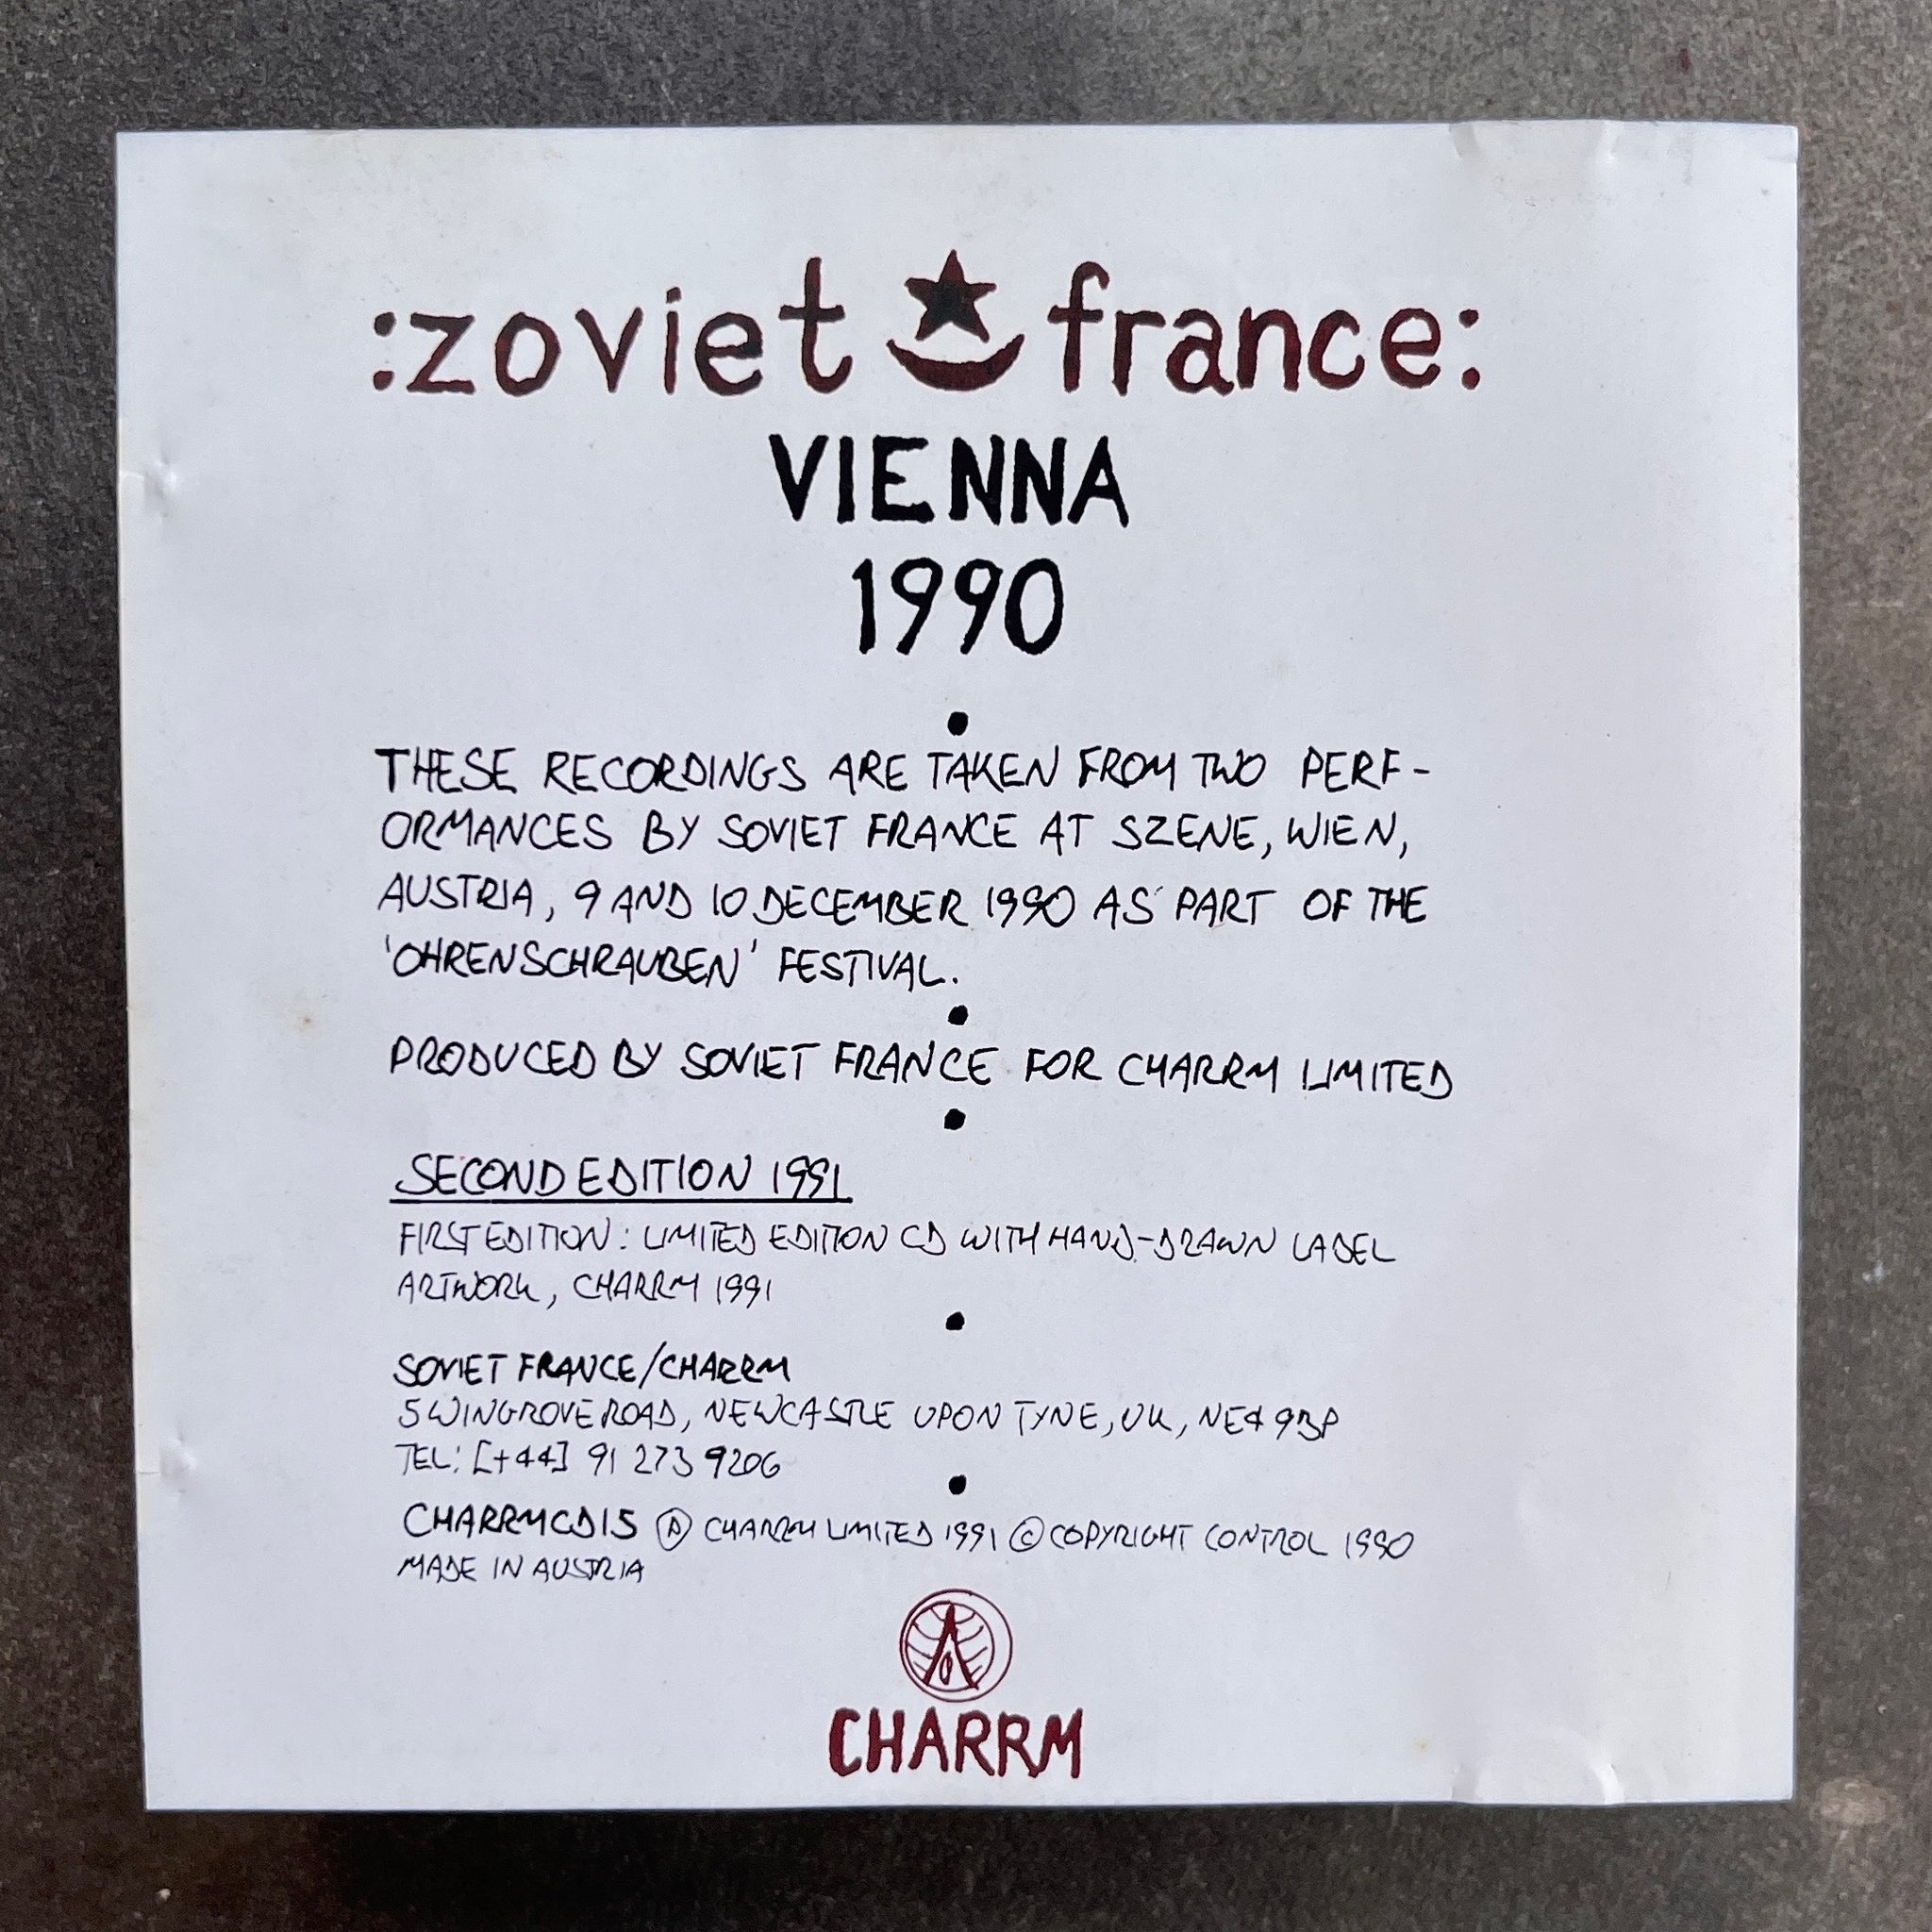 :zoviet france:
VIENNA
1990
THESE RECORDINGS ARE TAKEN FROM TWO PERF-
ORMANCES BY SOVIET FRANCE AT SZENE, WIEN,
AUSTRIA, 9 AND 10 DECEMBER 1990 AS PART OF THE
'OHRENSCHRAUBEN' FESTIVAL.
PRODUCED BY SOVIET FRANCE FOR CHARRM LIMITED
SECOND EDITION 1991
FIRST EDITION: LIMITED EDITION CD WITH HAND-DRAWN LABEL
ARTWORK, CHARRM 1991
SOVIET FRANCE/CHARRM
5 WINGROVE ROAD, NEWCASTLE UPON TYNE, UK, NE4 9BP
TEL: [+44] 91 273 9206
CHARRMCD15 Ⓟ CHARRM LIMITED 1991 © COPYRIGHT CONTROL 1990
MADE IN AUSTRIA
CHARRM